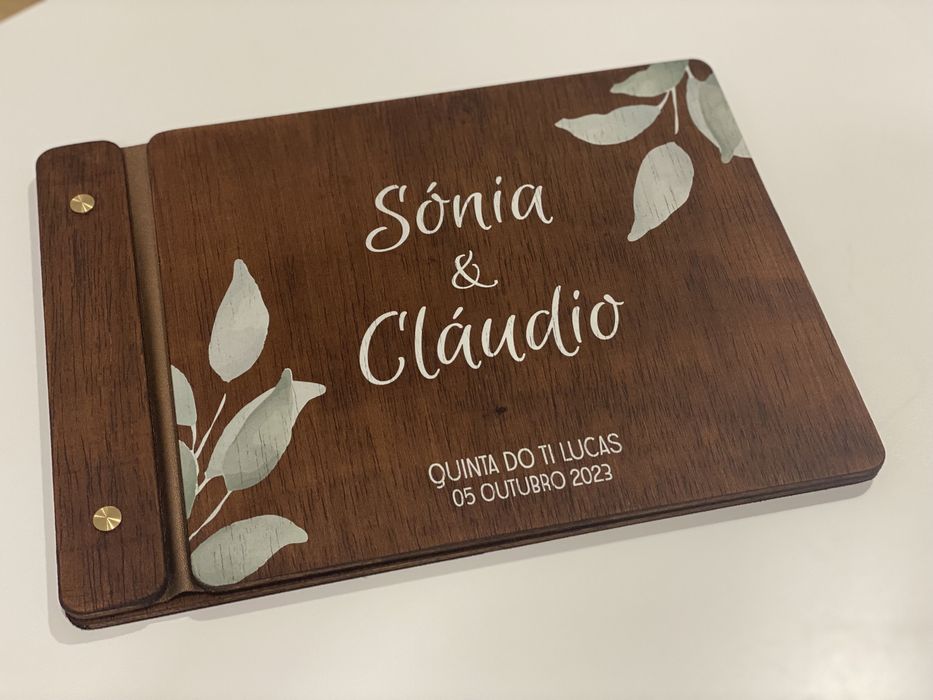 Sónia
&
Cláudio
QUINTA DO TI LUCAS
05 OUTUBRO 2023